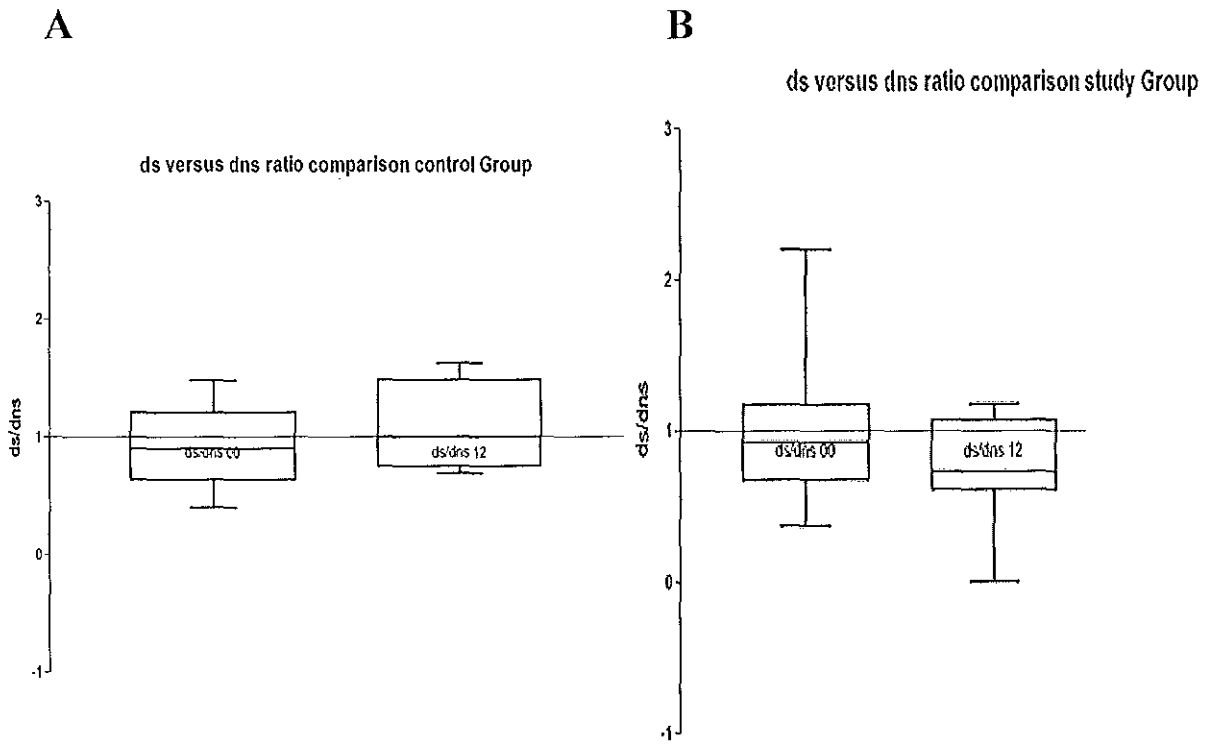 A
ds versus dns ratio comparison control Group
3
2
1
0
-1
ds/dns
ds/dns 00
ds/dns 12
B
ds versus dns ratio comparison study Group
3
2
1
0
-1
ds/dns
ds/dns 00
ds/dns 12